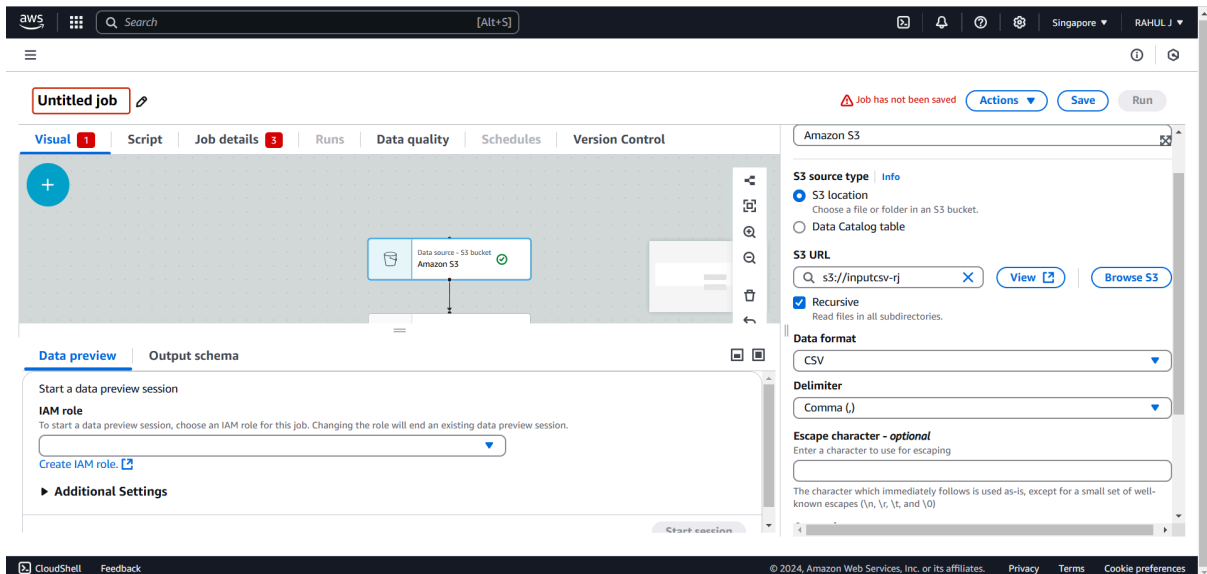 aws
Search
[Alt+S]
Singapore ▼
RAHUL J ▼
Untitled job
Job has not been saved
Actions ▼
Save
Run
Visual 1
Script
Job details 3
Runs
Data quality
Schedules
Version Control
Data source - S3 bucket
Amazon S3
Data preview
Output schema
Start a data preview session
IAM role
To start a data preview session, choose an IAM role for this job. Changing the role will end an existing data preview session.
Create IAM role.
Additional Settings
Start session
Amazon S3
S3 source type
Info
S3 location
Choose a file or folder in an S3 bucket.
Data Catalog table
S3 URL
s3://inputcsv-rj
View
Browse S3
Recursive
Read files in all subdirectories.
Data format
CSV
Delimiter
Comma (,)
Escape character - optional
Enter a character to use for escaping
The character which immediately follows is used as-is, except for a small set of well-
known escapes (\n, \r, \t, and \0)
CloudShell
Feedback
© 2024, Amazon Web Services, Inc. or its affiliates.
Privacy
Terms
Cookie preferences